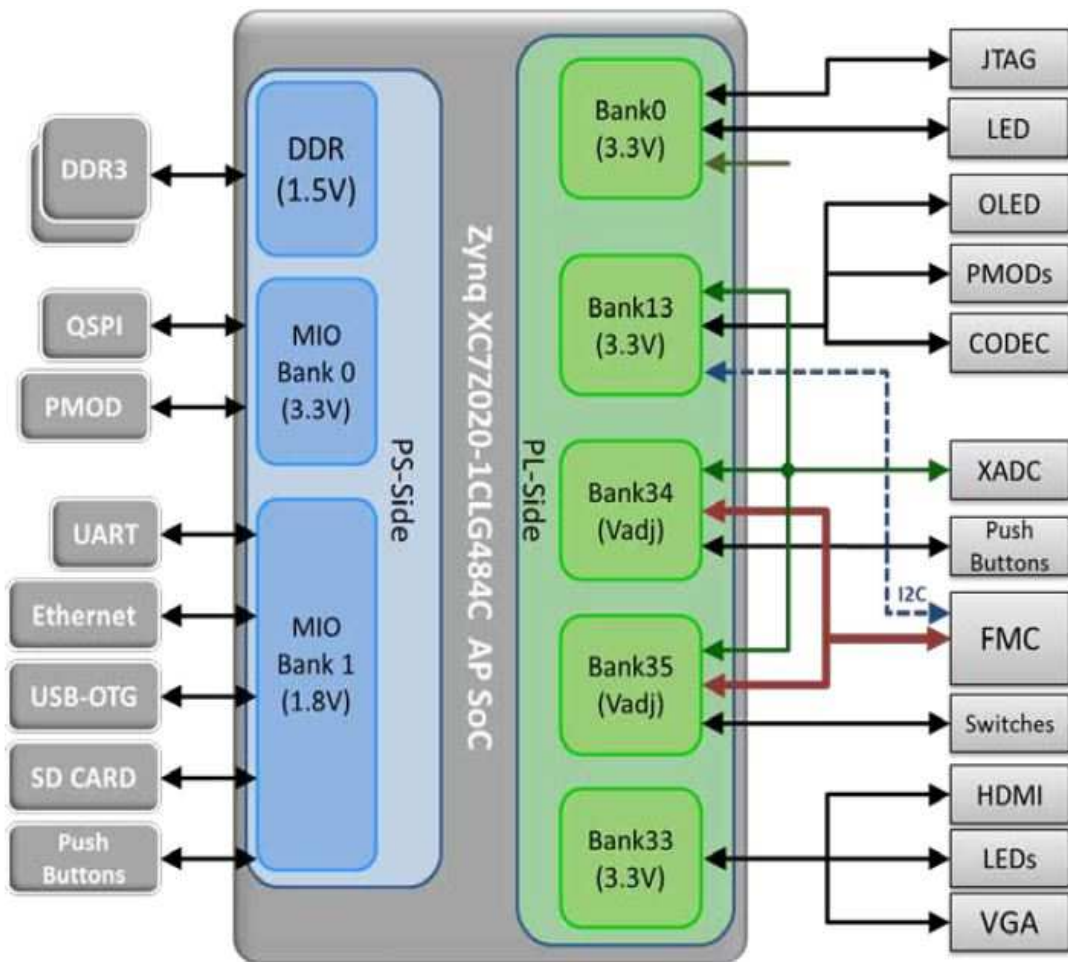 DDR3
QSPI
PMOD
UART
Ethernet
USB-OTG
SD CARD
Push
Buttons
DDR
(1.5V)
MIO
Bank 0
(3.3V)
MIO
Bank 1
(1.8V)
PS-Side
Zynq XC7Z020-1CLG484C AP SoC
PL-Side
Bank0
(3.3V)
Bank13
(3.3V)
Bank34
(Vadj)
Bank35
(Vadj)
Bank33
(3.3V)
I2C
JTAG
LED
OLED
PMODs
CODEC
XADC
Push
Buttons
FMC
Switches
HDMI
LEDs
VGA